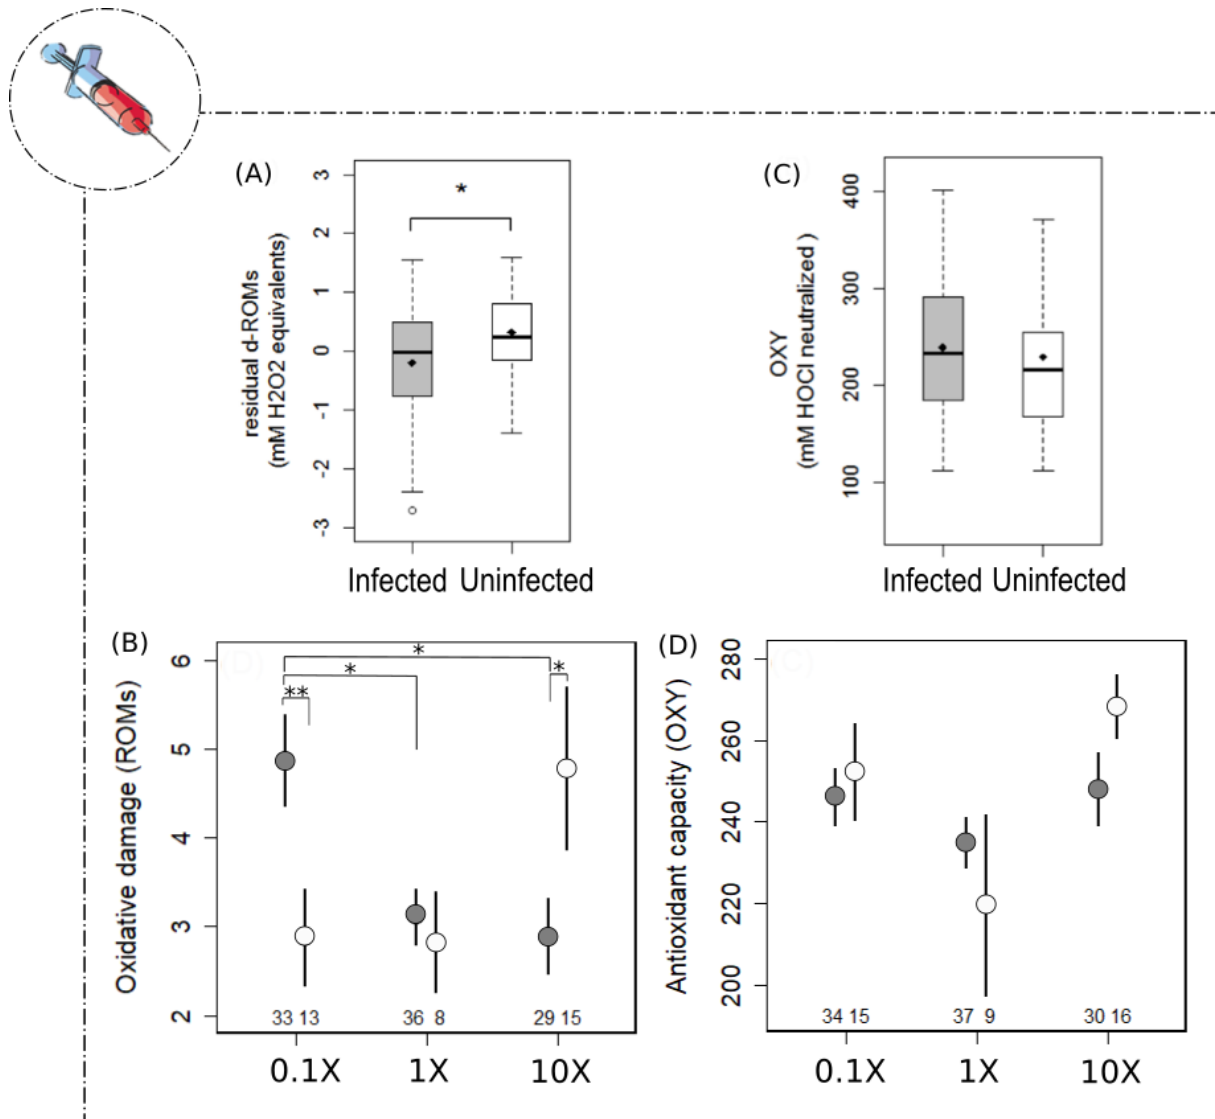 (A)
3
2
1
0
-1
-2
-3
residual d-ROMs
(mM H2O2 equivalents)
*
Infected Uninfected
(C)
400
300
200
100
OXY
(mM HOCl neutralized )
Infected Uninfected
(B)
6
5
4
3
2
Oxidative damage (ROMs)
(D)
*
*
*
**
33 13 36 8 29 15
0.1X 1X 10X
(D)
280
260
240
220
200
Antioxidant capacity (OXY)
(C)
34 15 37 9 30 16
0.1X 1X 10X